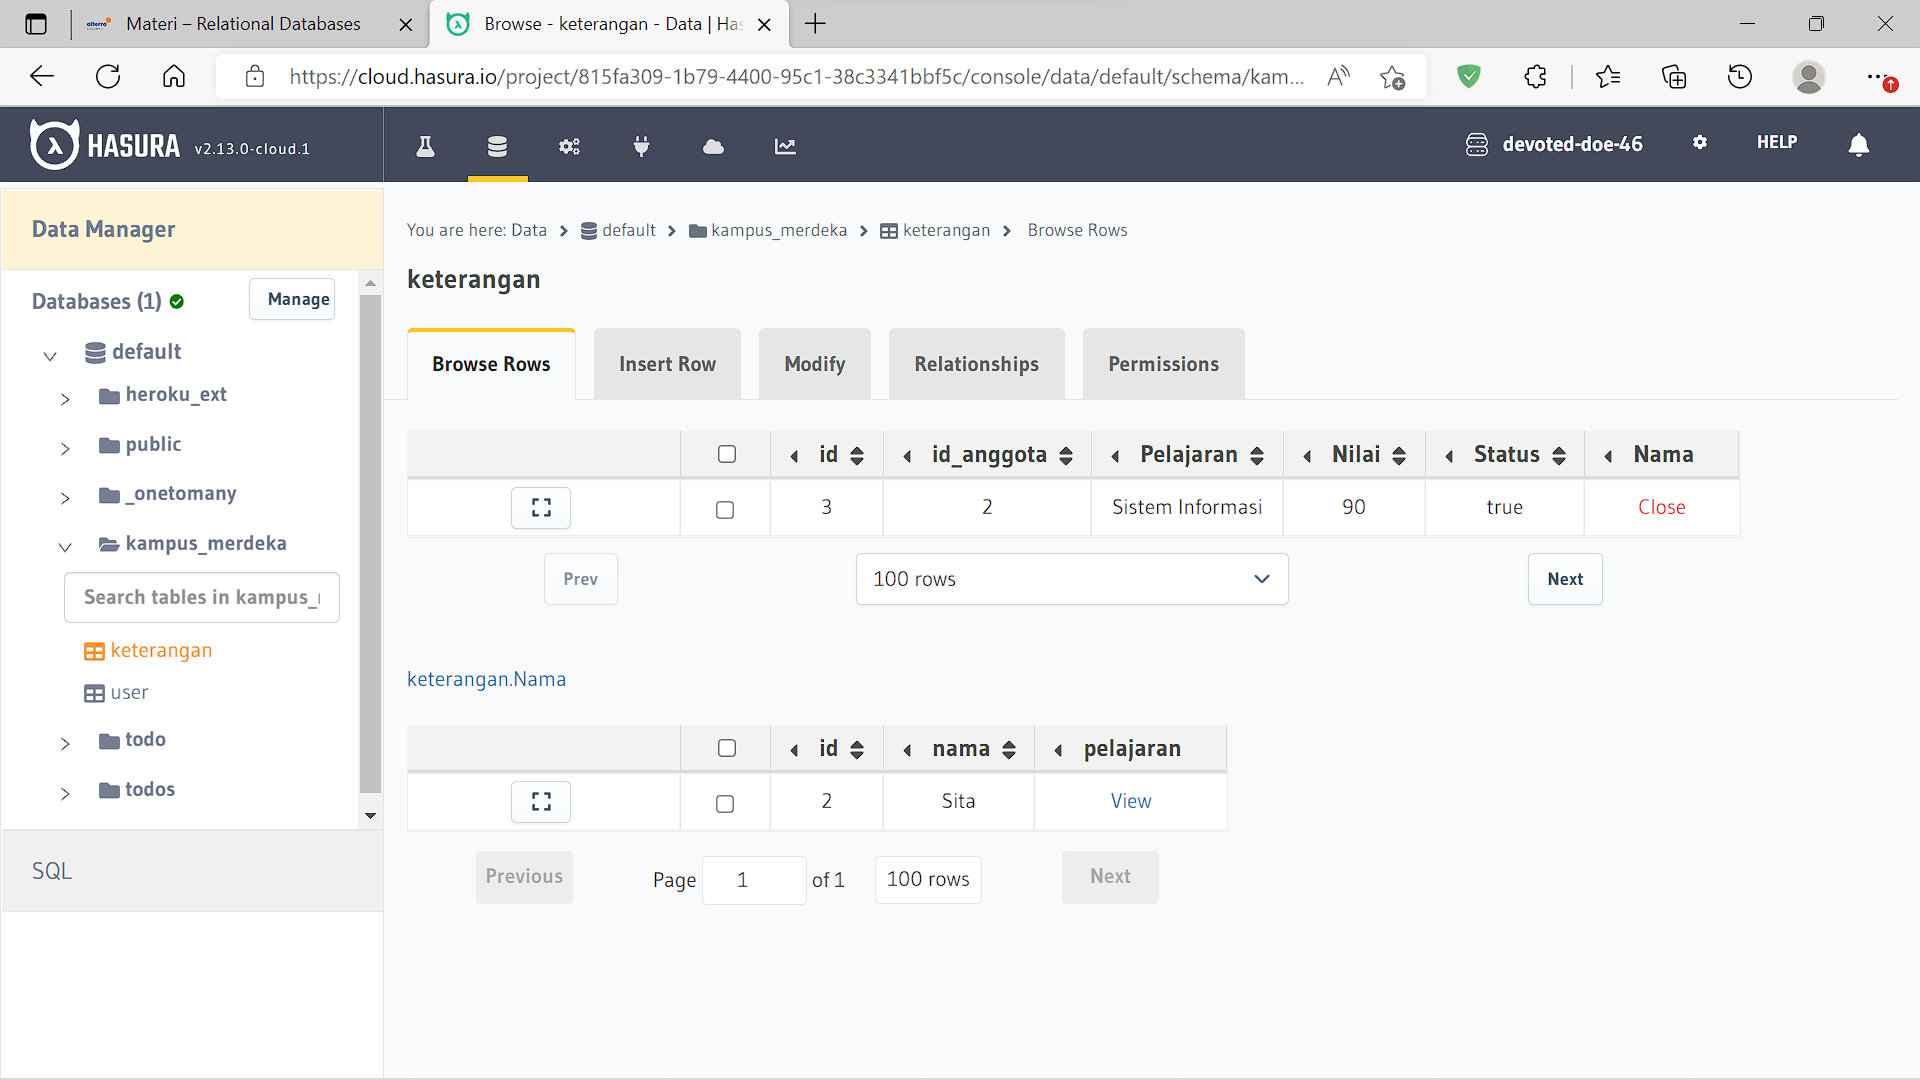 Materi – Relational Databases
Browse - keterangan - Data | Has
https://cloud.hasura.io/project/815fa309-1b79-4400-95c1-38c3341bbf5c/console/data/default/schema/kam...
HASURA v2.13.0-cloud.1
devoted-doe-46
HELP
Data Manager
You are here: Data > default > kampus_merdeka > keterangan > Browse Rows
keterangan
Databases (1)
Manage
default
heroku_ext
public
_onetomany
kampus_merdeka
Search tables in kampus_
keterangan
user
todo
todos
SQL
Browse Rows
Insert Row
Modify
Relationships
Permissions
id id_anggota Pelajaran Nilai Status Nama
3 2 Sistem Informasi 90 true Close
Prev
100 rows
Next
keterangan.Nama
id nama pelajaran
2 Sita View
Previous
Page 1 of 1
100 rows
Next